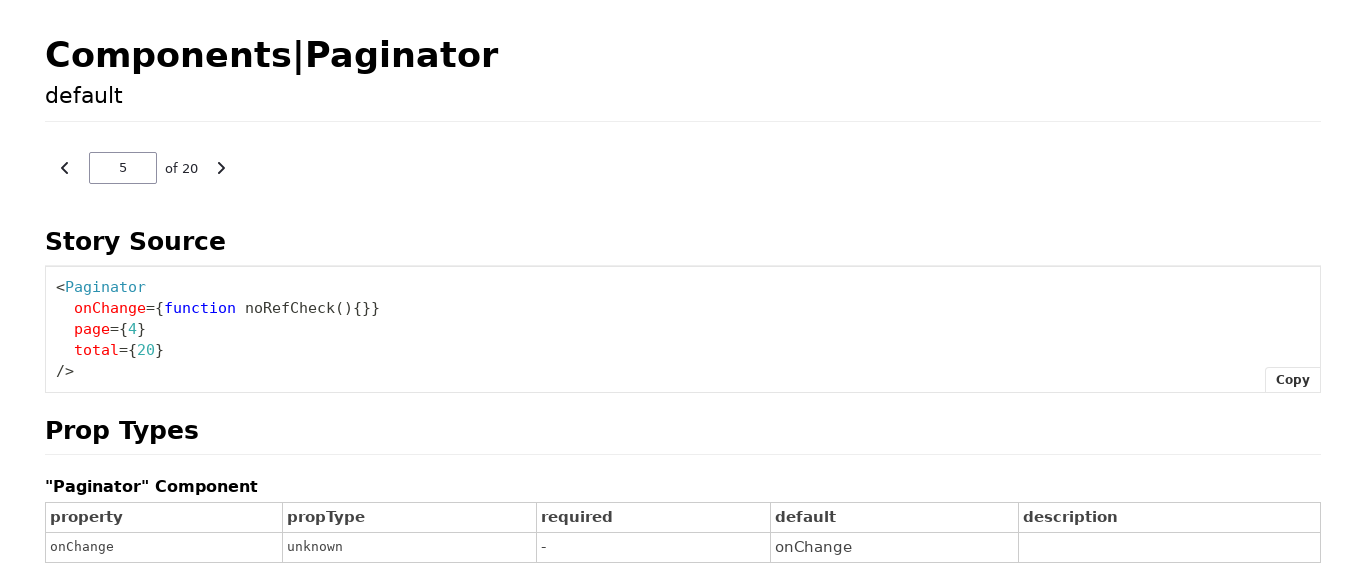 Components|Paginator
default
5 of 20
Story Source
<Paginator
  onChange={function noRefCheck(){}}
  page={4}
  total={20}
/>
Copy
Prop Types
"Paginator" Component
property propType required default description
onChange unknown - onChange